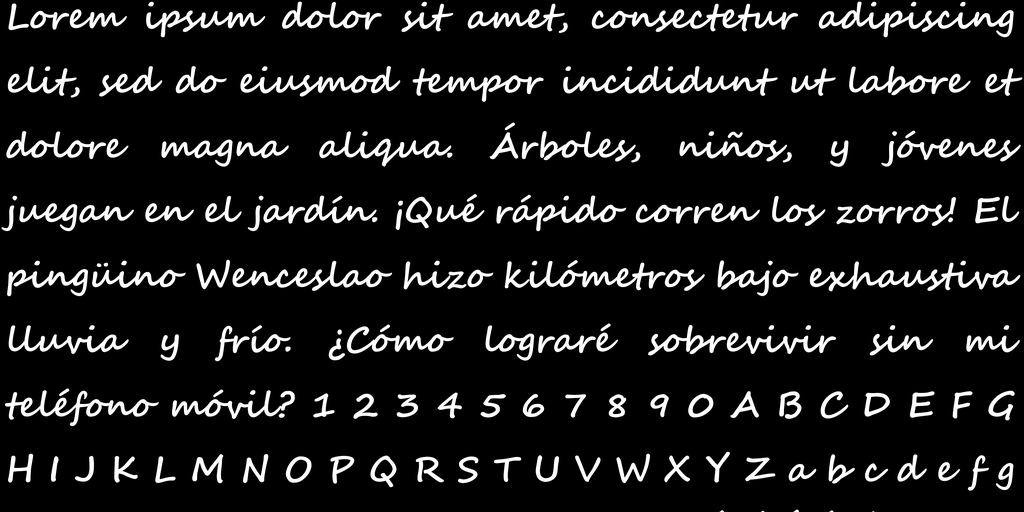 Lorem ipsum dolor sit amet, consectetur adipiscing
elit, sed do eiusmod tempor incididunt ut labore et
dolore magna aliqua. Árboles, niños, y jóvenes
juegan en el jardín. ¡Qué rápido corren los zorros! El
pingüino Wenceslao hizo kilómetros bajo exhaustiva
lluvia y frío. ¿Cómo lograré sobrevivir sin mi
teléfono móvil? 1 2 3 4 5 6 7 8 9 0 A B C D E F G
H I J K L M N O P Q R S T U V W X Y Z a b c d e f g